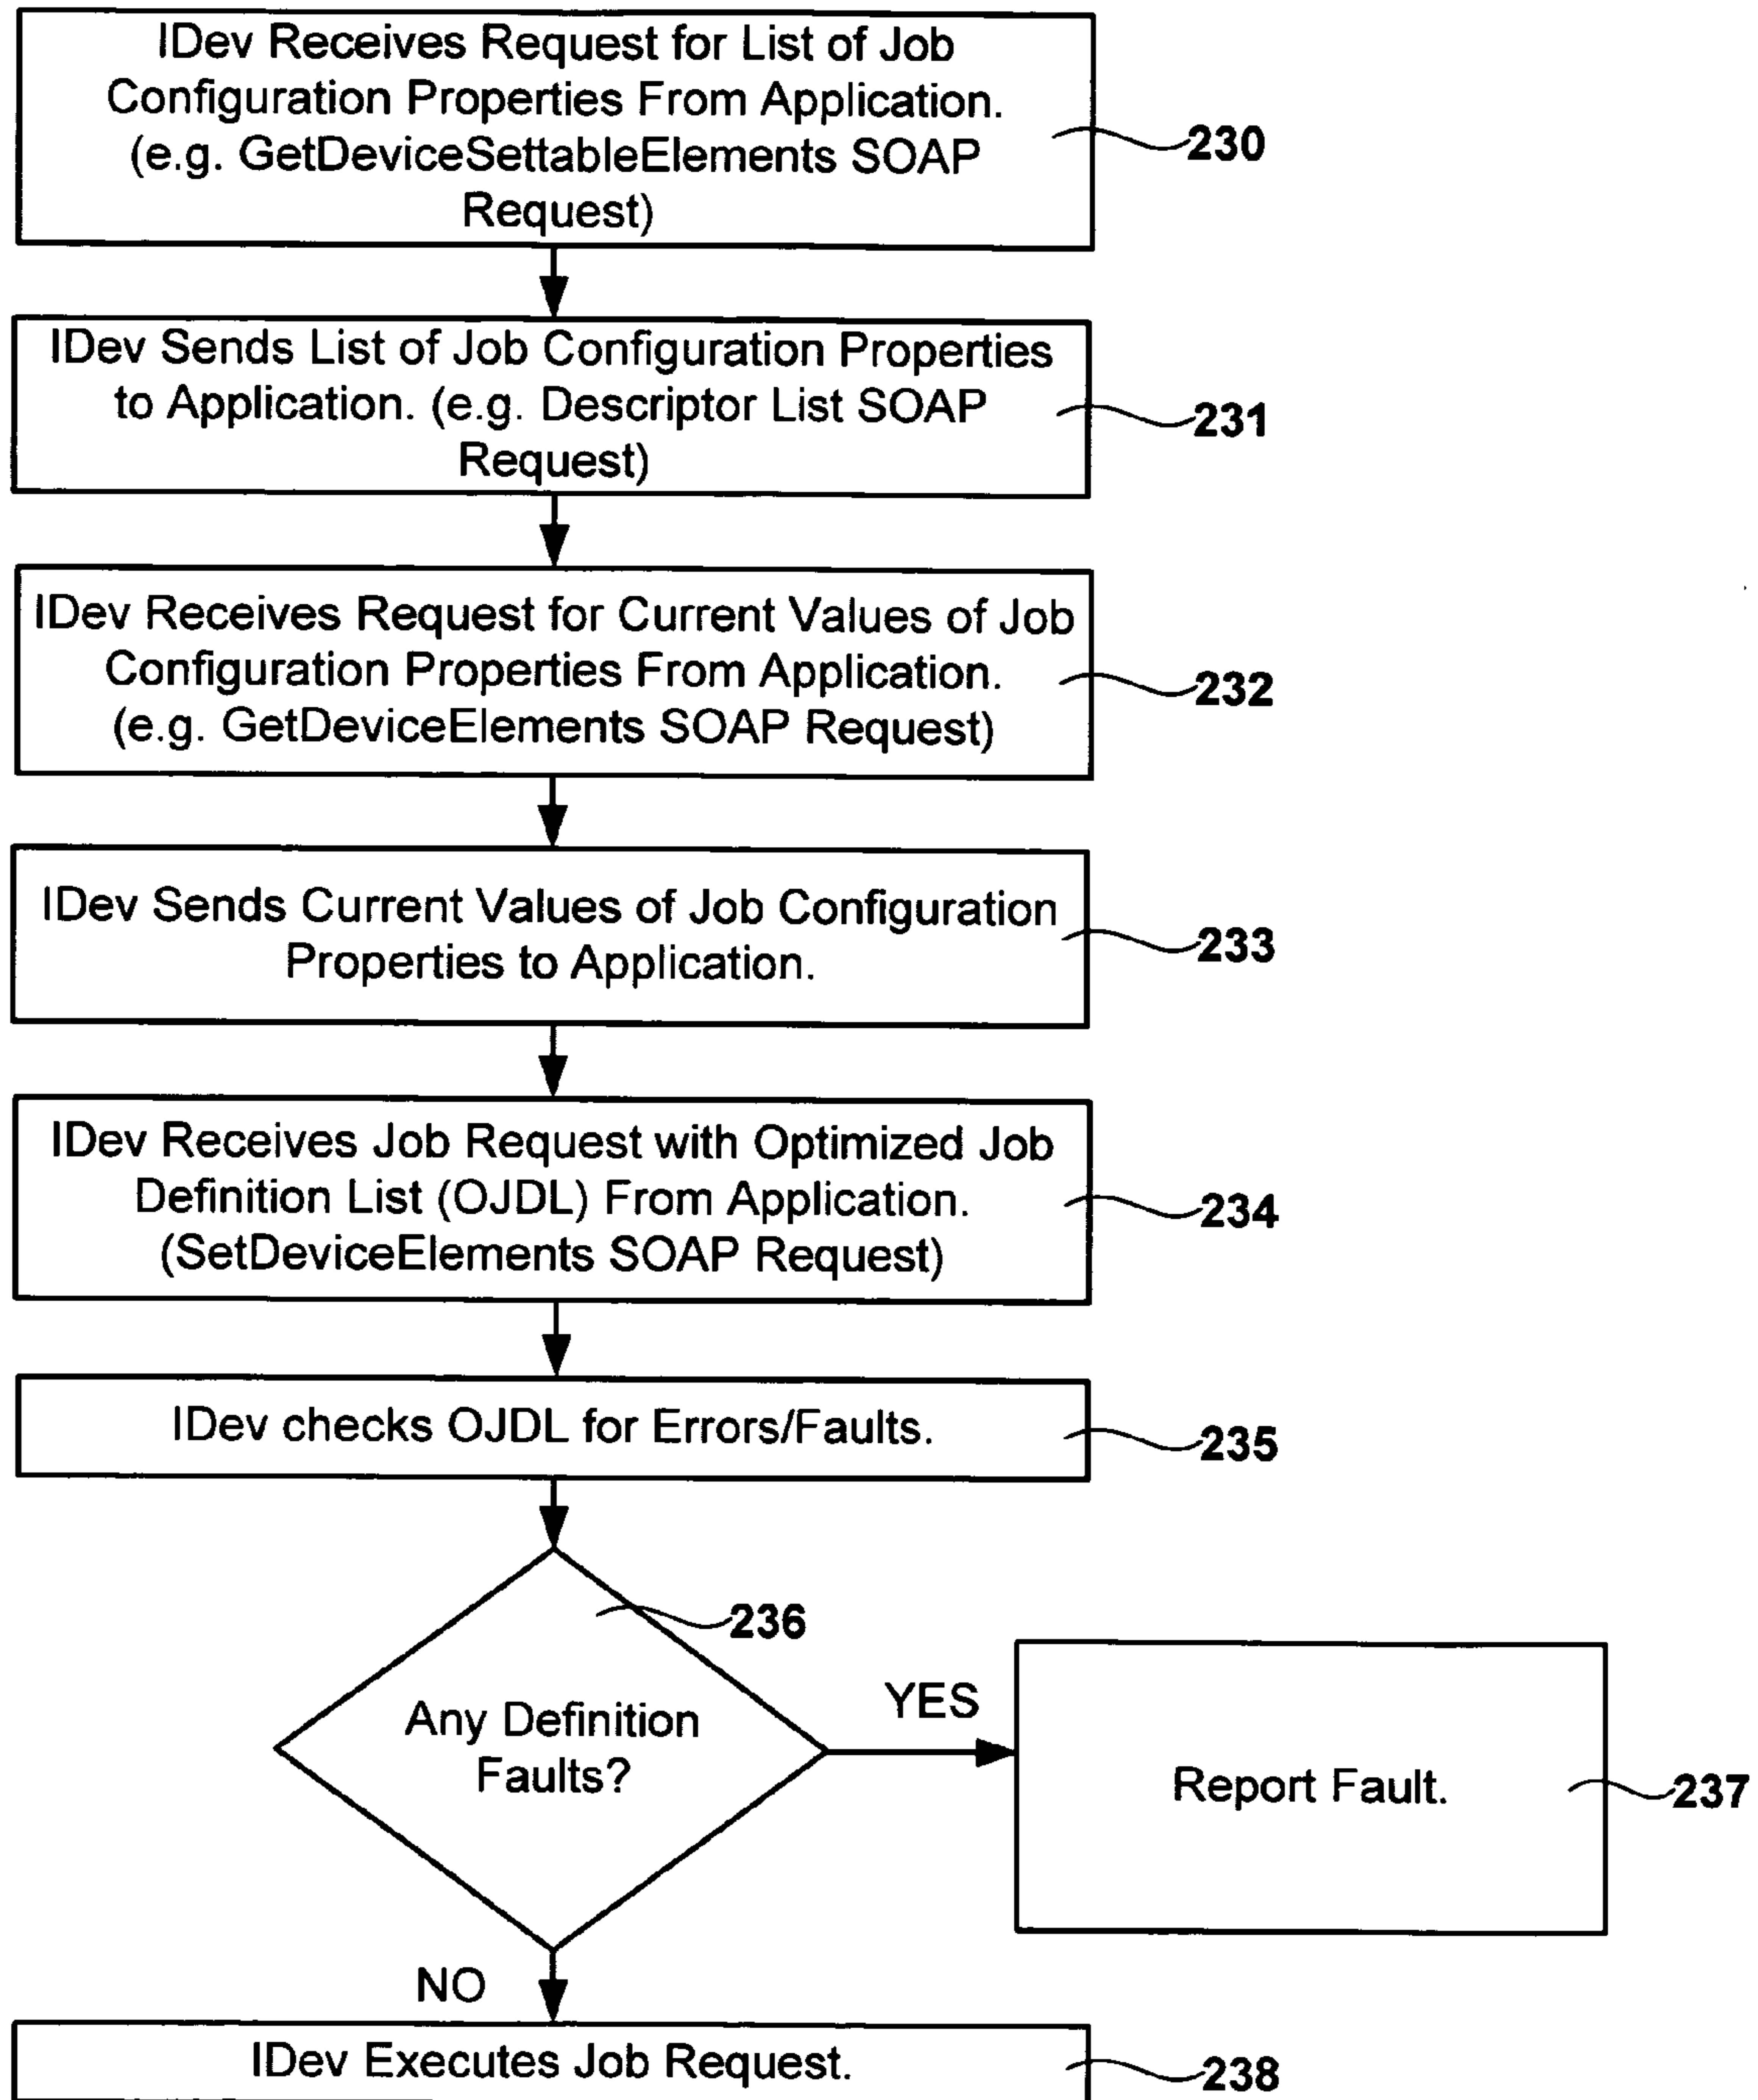 IDev Receives Request for List of Job
Configuration Properties From Application.
(e.g. GetDeviceSettableElements SOAP
Request)
230
IDev Sends List of Job Configuration Properties
to Application. (e.g. Descriptor List SOAP
Request)
231
IDev Receives Request for Current Values of Job
Configuration Properties From Application.
(e.g. GetDeviceElements SOAP Request)
232
IDev Sends Current Values of Job Configuration
Properties to Application.
233
IDev Receives Job Request with Optimized Job
Definition List (OJDL) From Application.
(SetDeviceElements SOAP Request)
234
IDev checks OJDL for Errors/Faults.
235
236
Any Definition
Faults?
YES
Report Fault.
237
NO
IDev Executes Job Request.
238